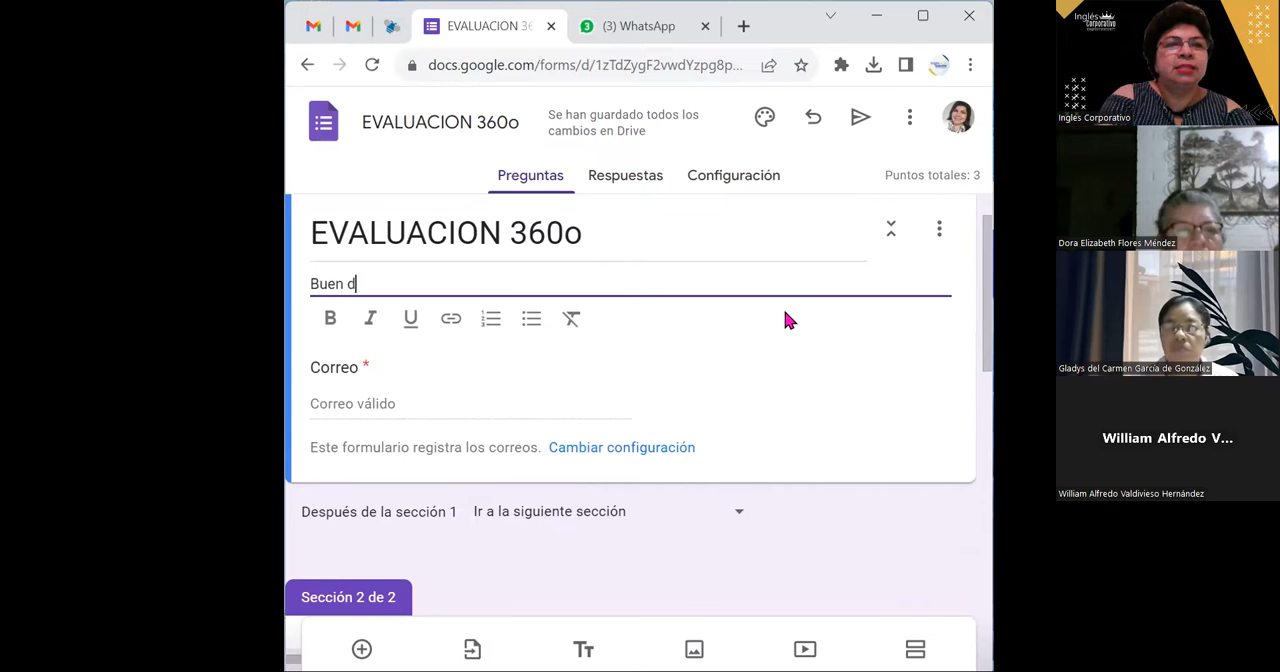 EVALUACION 36
(3) WhatsApp
docs.google.com/forms/d/1zTdZygF2vwdYzpg8p...
EVALUACION 360o
Se han guardado todos los
cambios en Drive
Preguntas
Respuestas
Configuración
Puntos totales: 3
EVALUACION 360o
Buen d
B I U
Correo *
Correo válido
Este formulario registra los correos. Cambiar configuración
Después de la sección 1
Ir a la siguiente sección
Sección 2 de 2
Tт
Inglés
Corporativo
Inglés Corporativo
Dora Elizabeth Flores Méndez
Gladys del Carmen García de González
William Alfredo V...
William Alfredo Valdivieso Hernández